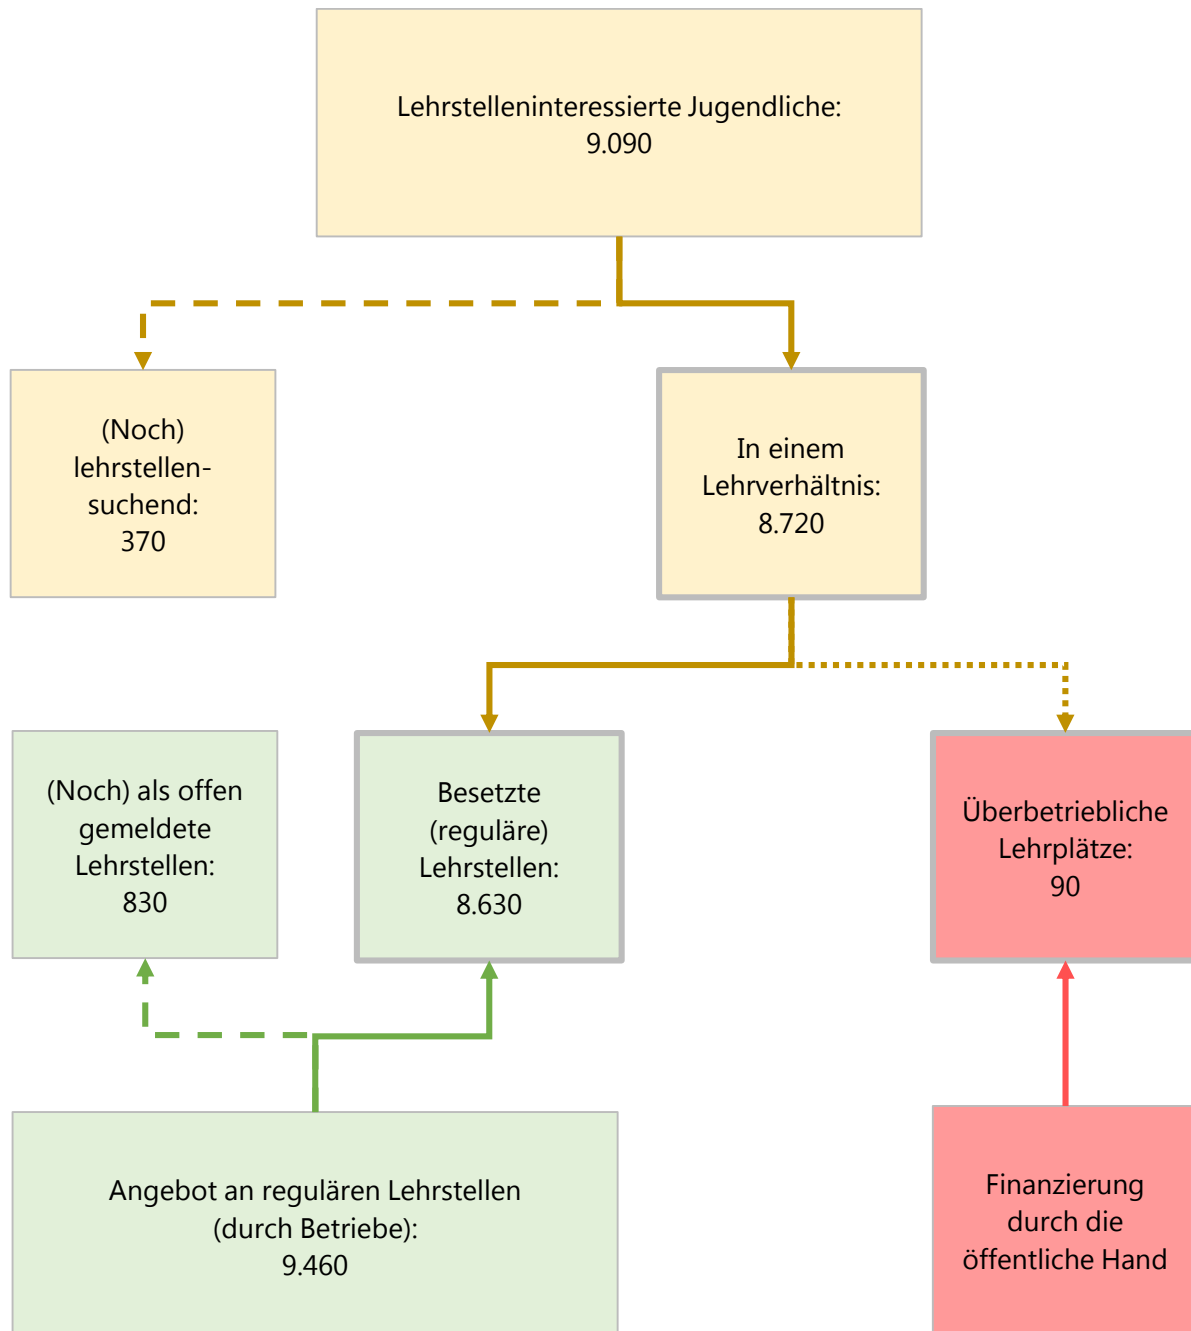 Lehrstelleninteressierte Jugendliche:
9.090
(Noch)
lehrstellen-
suchend:
370
In einem
Lehrverhältnis:
8.720
(Noch) als offen
gemeldete
Lehrstellen:
830
Besetzte
(reguläre)
Lehrstellen:
8.630
Überbetriebliche
Lehrplätze:
90
Angebot an regulären Lehrstellen
(durch Betriebe):
9.460
Finanzierung
durch die
öffentliche Hand